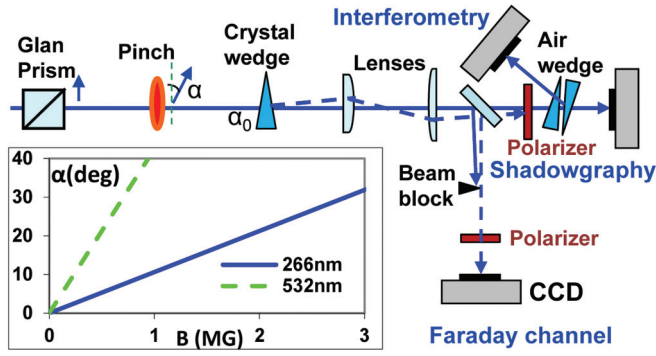 Glan
Prism
Pinch
α
Crystal
wedge
α0
Lenses
Interferometry
Air
wedge
Polarizer
Shadowgraphy
Beam
block
Polarizer
CCD
Faraday channel
α(deg)
40
30
20
10
0
266nm
532nm
0
1
2
3
B (MG)